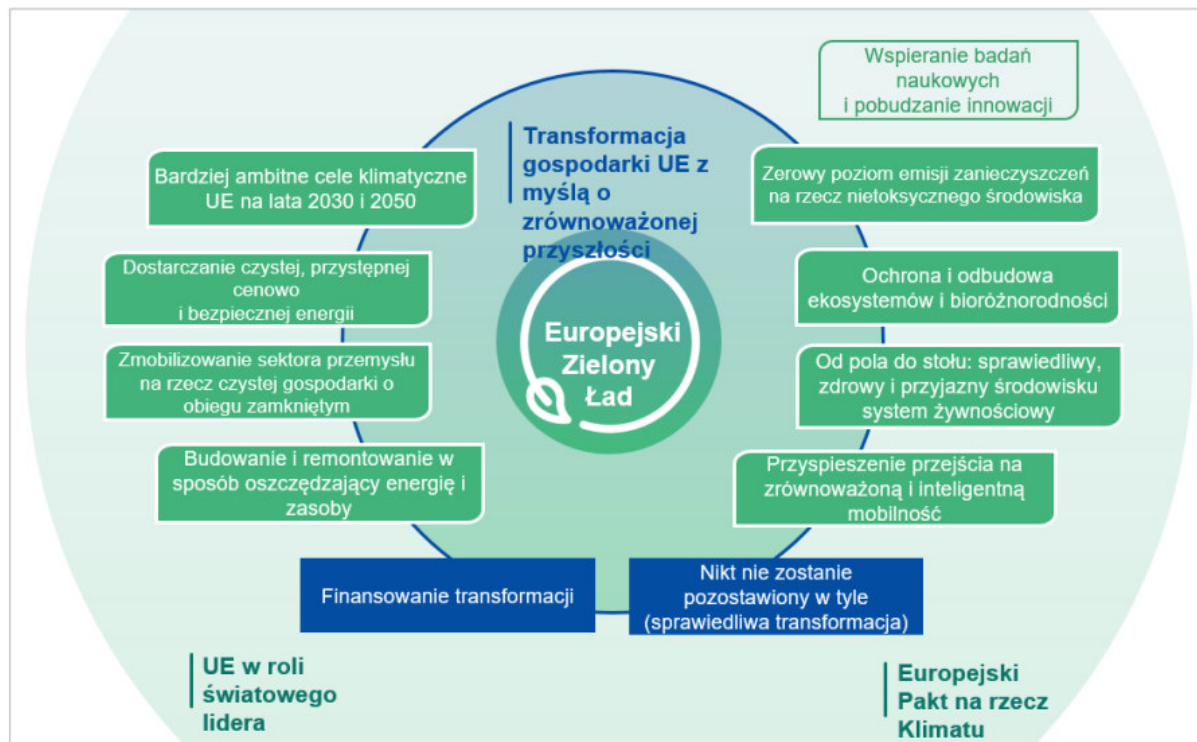 Wspieranie badań
naukowych
i pobudzanie innowacji
Transformacja
gospodarki UE z
myślą o
zrównoważonej
przyszłości
Bardziej ambitne cele klimatyczne
UE na lata 2030 i 2050
Zerowy poziom emisji zanieczyszczeń
na rzecz nietoksycznego środowiska
Dostarczanie czystej, przystępnej
cenowo
i bezpiecznej energii
Ochrona i odbudowa
ekosystemów i bioróżnorodności
Europejski
Zielony
Ład
Zmobilizowanie sektora przemysłu
na rzecz czystej gospodarki o
obiegu zamkniętym
Od pola do stołu: sprawiedliwy,
zdrowy i przyjazny środowisku
system żywnościowy
Budowanie i remontowanie w
sposób oszczędzający energię i
zasoby
Przyspieszenie przejścia na
zrównoważoną i inteligentną
mobilność
Finansowanie transformacji
Nikt nie zostanie
pozostawiony w tyle
(sprawiedliwa transformacja)
UE w roli
światowego
lidera
Europejski
Pakt na rzecz
Klimatu